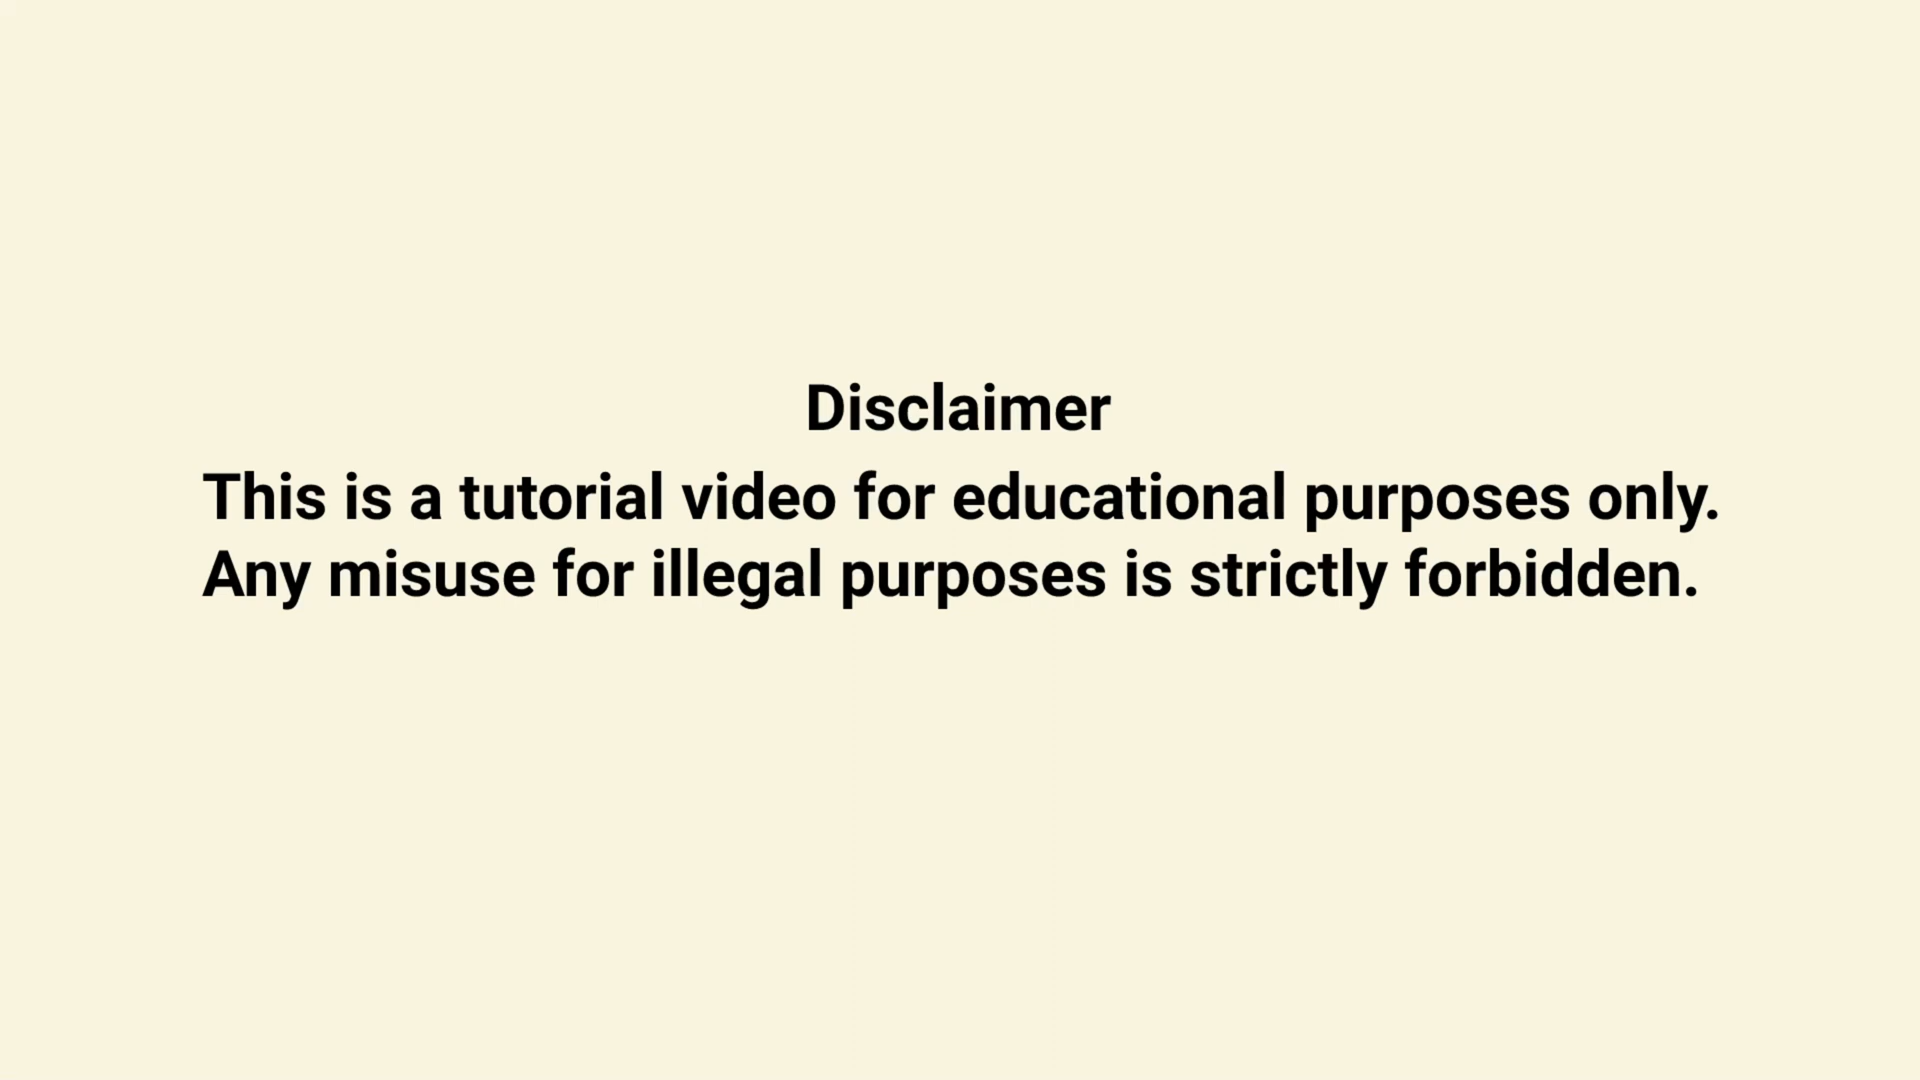 Disclaimer
This is a tutorial video for educational purposes only.
Any misuse for illegal purposes is strictly forbidden.